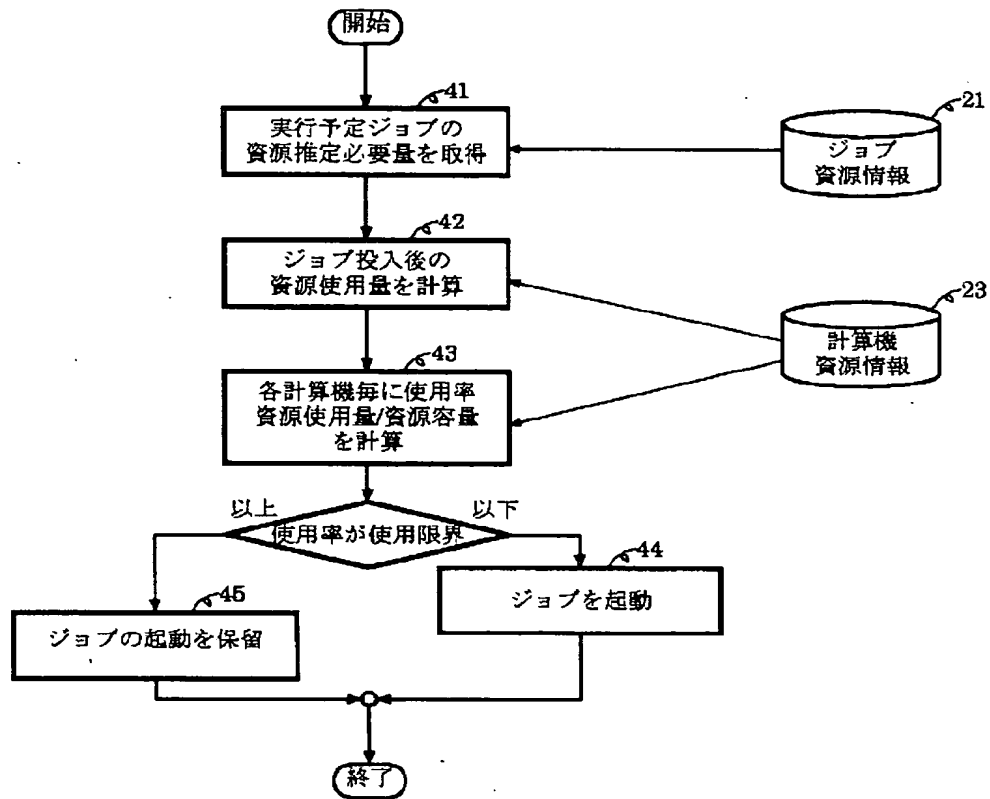 開始
41
実行予定ジョブの
資源推定必要量を取得
21
ジョブ
資源情報
42
ジョブ投入後の
資源使用量を計算
23
計算機
資源情報
43
各計算機毎に使用率
資源使用量/資源容量
を計算
以上
以下
使用率が使用限界
44
ジョブを起動
45
ジョブの起動を保留
終了